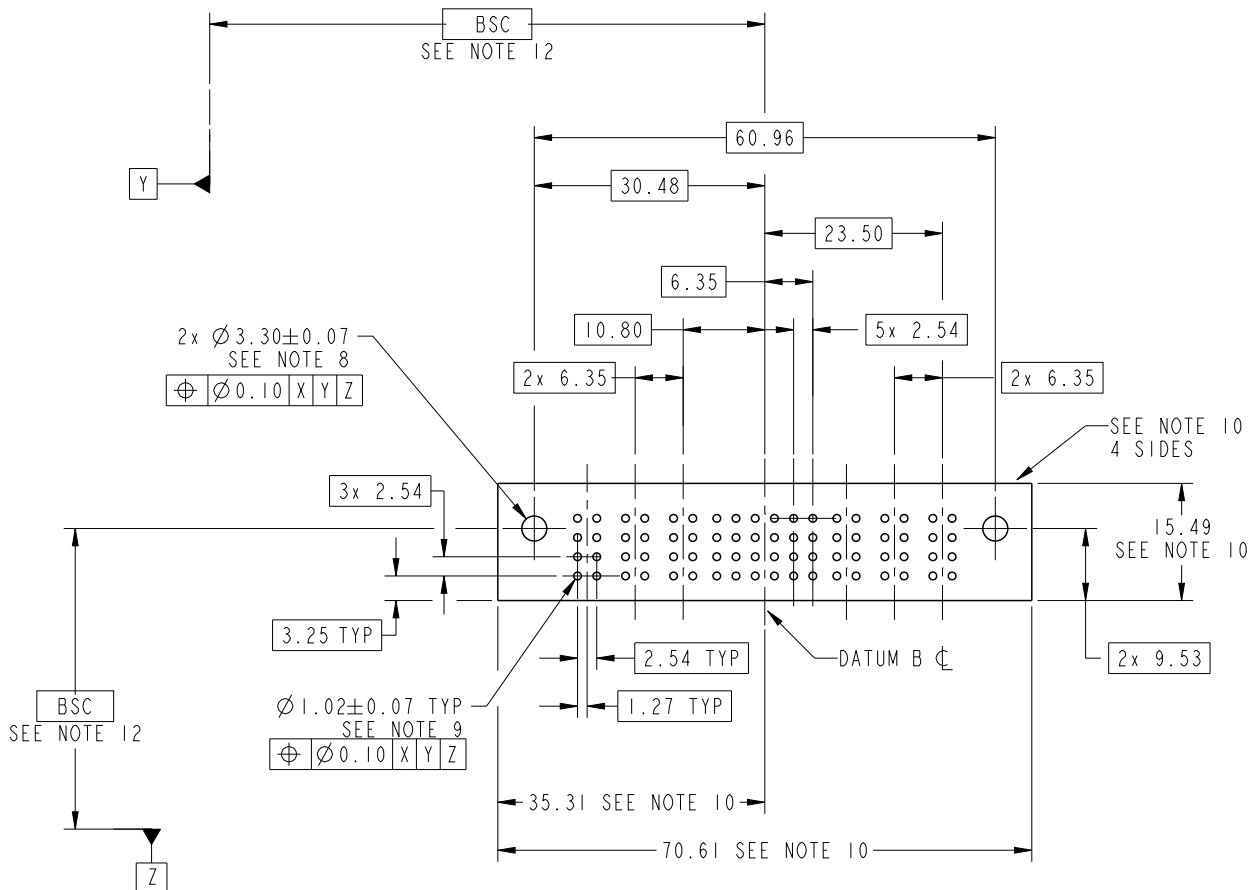 BSC
SEE NOTE 12
60.96
Y
30.48
23.50
6.35
2x Ø3.30±0.07
SEE NOTE 8
⌖ Ø0.10 X Y Z
10.80
5x 2.54
2x 6.35
2x 6.35
SEE NOTE 10
4 SIDES
3x 2.54
15.49
SEE NOTE 10
3.25 TYP
2.54 TYP
DATUM B ℄
2x 9.53
BSC
SEE NOTE 12
Ø1.02±0.07 TYP
SEE NOTE 9
⌖ Ø0.10 X Y Z
1.27 TYP
35.31 SEE NOTE 10
70.61 SEE NOTE 10
Z